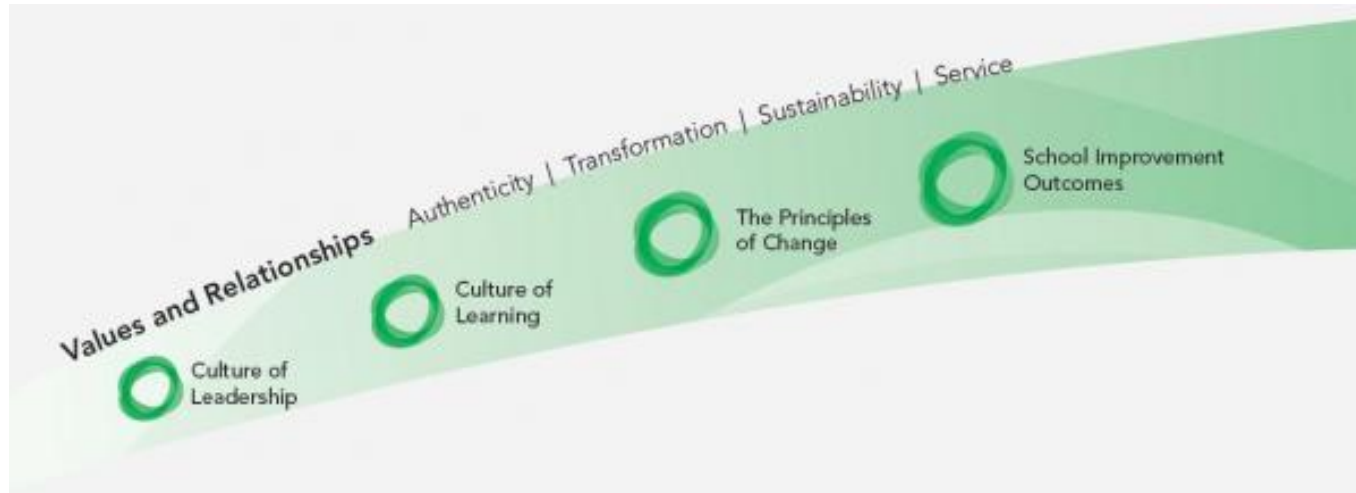 Values and Relationships Authenticity | Transformation | Sustainability | Service
Culture of
Leadership
Culture of
Learning
The Principles
of Change
School Improvement
Outcomes